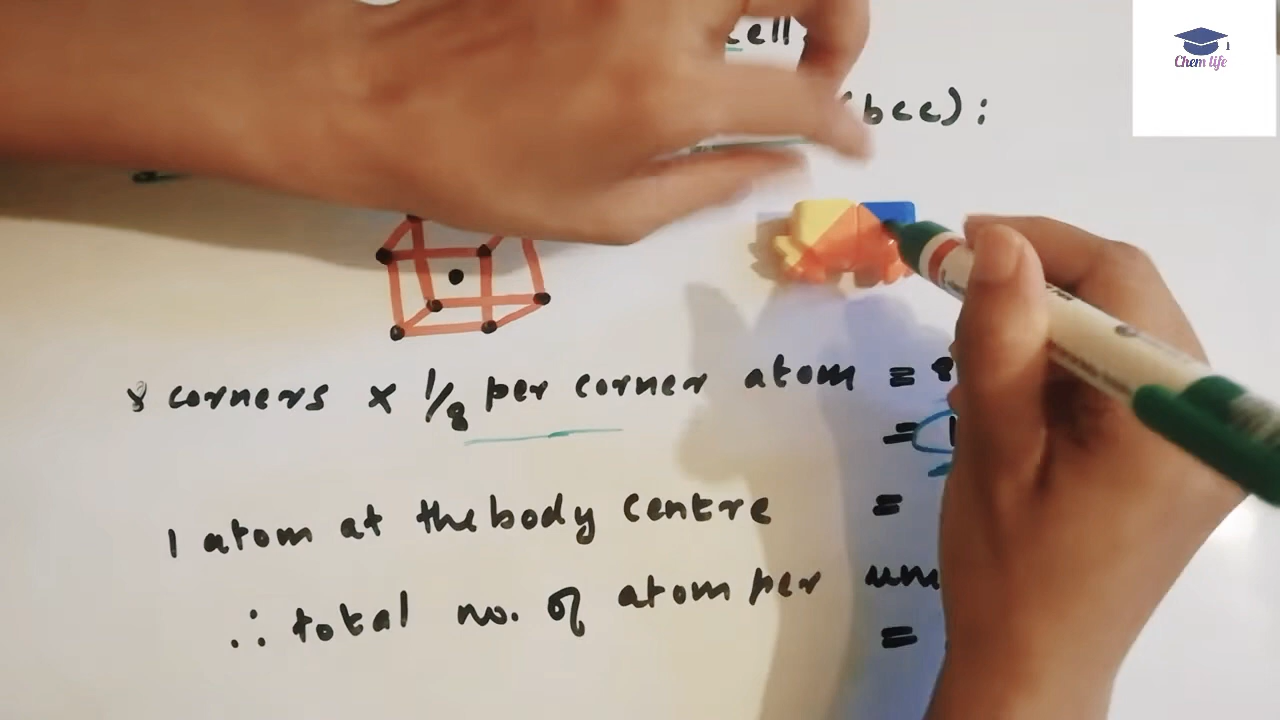 cell
Chem life
(bcc):
8 corners × 1/8 per corner atom = 8
= 1
1 atom at the body centre =
∴ total no. of atom per
=